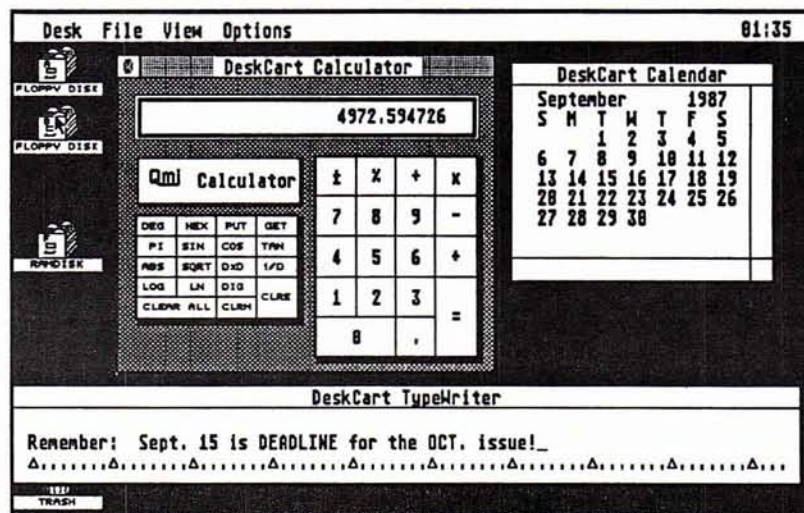 Desk File View Options 01:35
FLOPPY DISK
FLOPPY DISK
RAMDISK
TRASH
DeskCart Calculator
4972.594726
Qmi Calculator
DEG HEX PUT GET
PI SIN COS TAN
ABS SQRT DXD 1/D
LOG LN DIG CLRE
CLEAR ALL CLRM
± % ÷ x
7 8 9 -
4 5 6 +
1 2 3 =
0 .
DeskCart Calendar
September 1987
S M T W T F S
1 2 3 4 5
6 7 8 9 10 11 12
13 14 15 16 17 18 19
20 21 22 23 24 25 26
27 28 29 30
DeskCart TypeWriter
Remember: Sept. 15 is DEADLINE for the OCT. issue!_